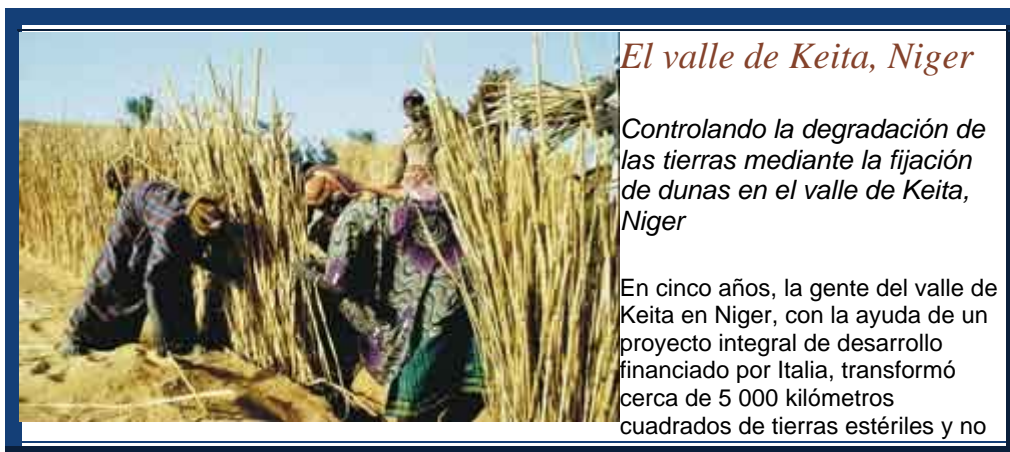 El valle de Keita, Niger
Controlando la degradación de
las tierras mediante la fijación
de dunas en el valle de Keita,
Niger
En cinco años, la gente del valle de
Keita en Niger, con la ayuda de un
proyecto integral de desarrollo
financiado por Italia, transformó
cerca de 5 000 kilómetros
cuadrados de tierras estériles y no